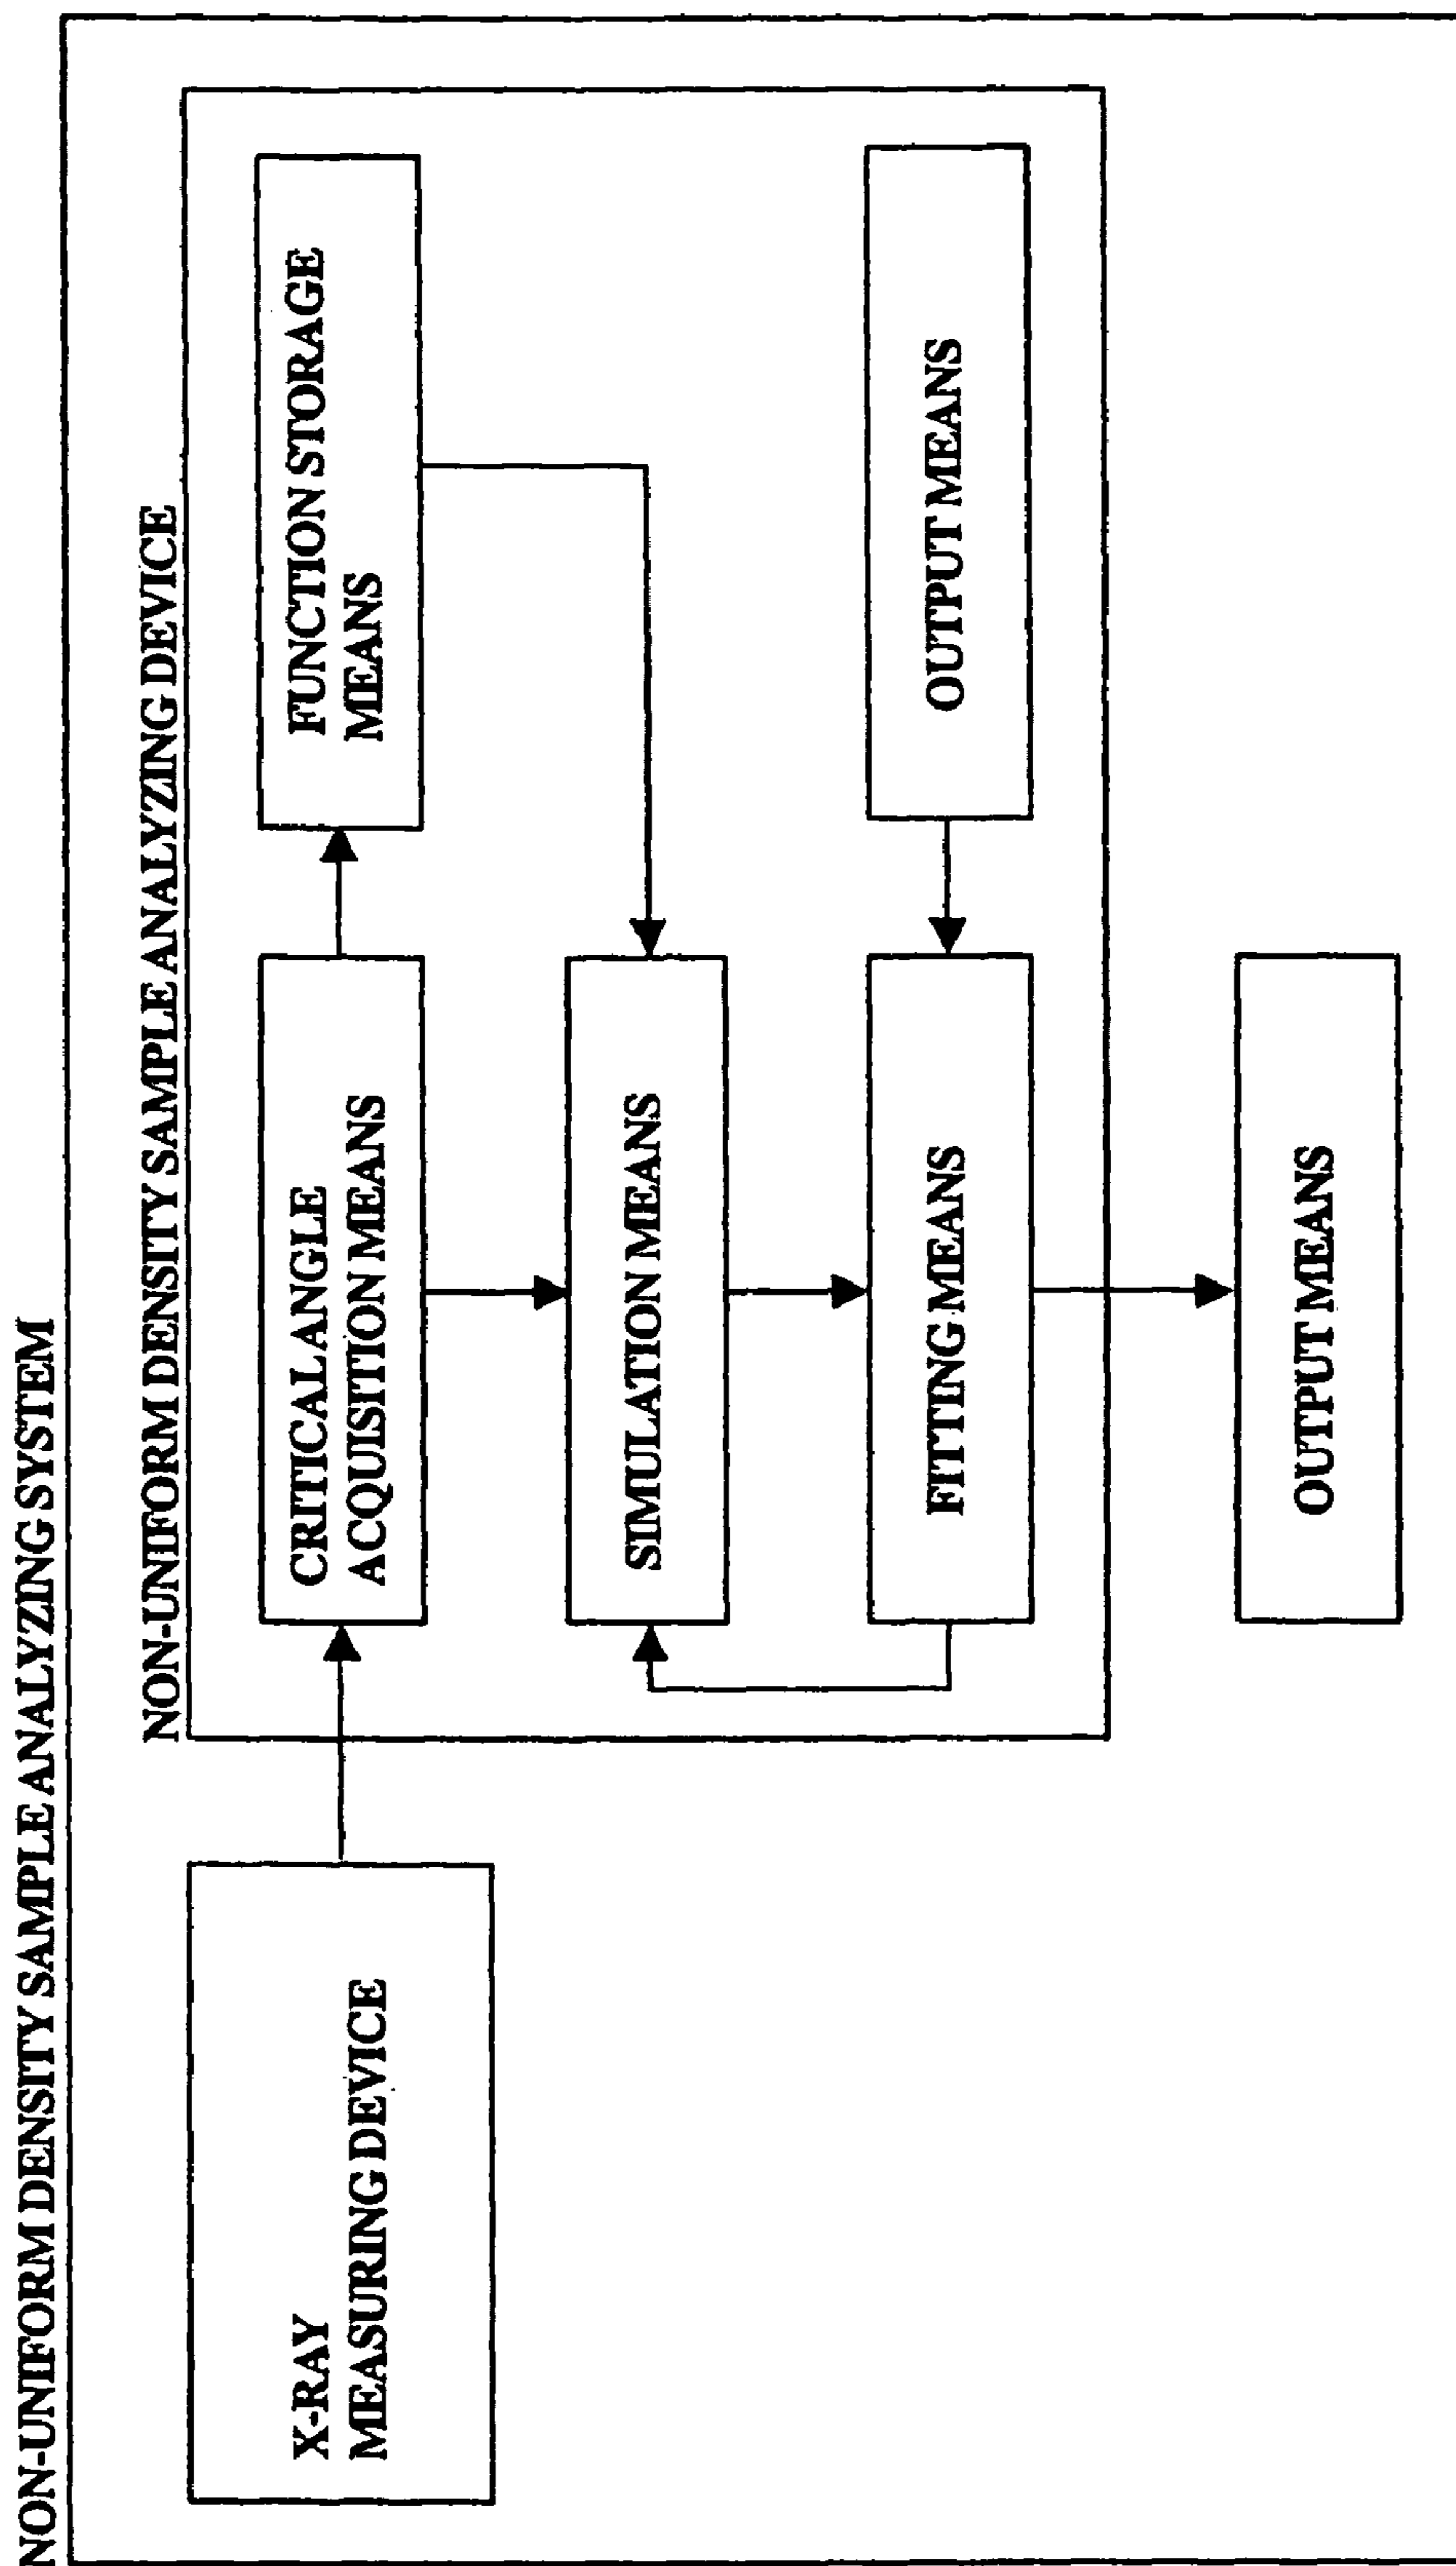 NON-UNIFORM DENSITY SAMPLE ANALYZING SYSTEM
NON-UNIFORM DENSITY SAMPLE ANALYZING DEVICE
X-RAY
MEASURING DEVICE
CRITICAL ANGLE
ACQUISITION MEANS
FUNCTION STORAGE
MEANS
SIMULATION MEANS
FITTING MEANS
OUTPUT MEANS
OUTPUT MEANS